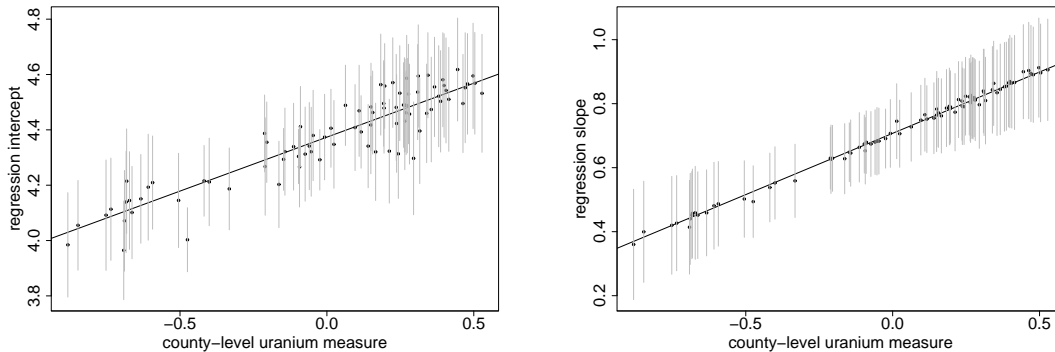 regression intercept
4.8
4.6
4.4
4.2
4.0
3.8
−0.5 0.0 0.5
county−level uranium measure
regression slope
1.0
0.8
0.6
0.4
0.2
−0.5 0.0 0.5
county−level uranium measure